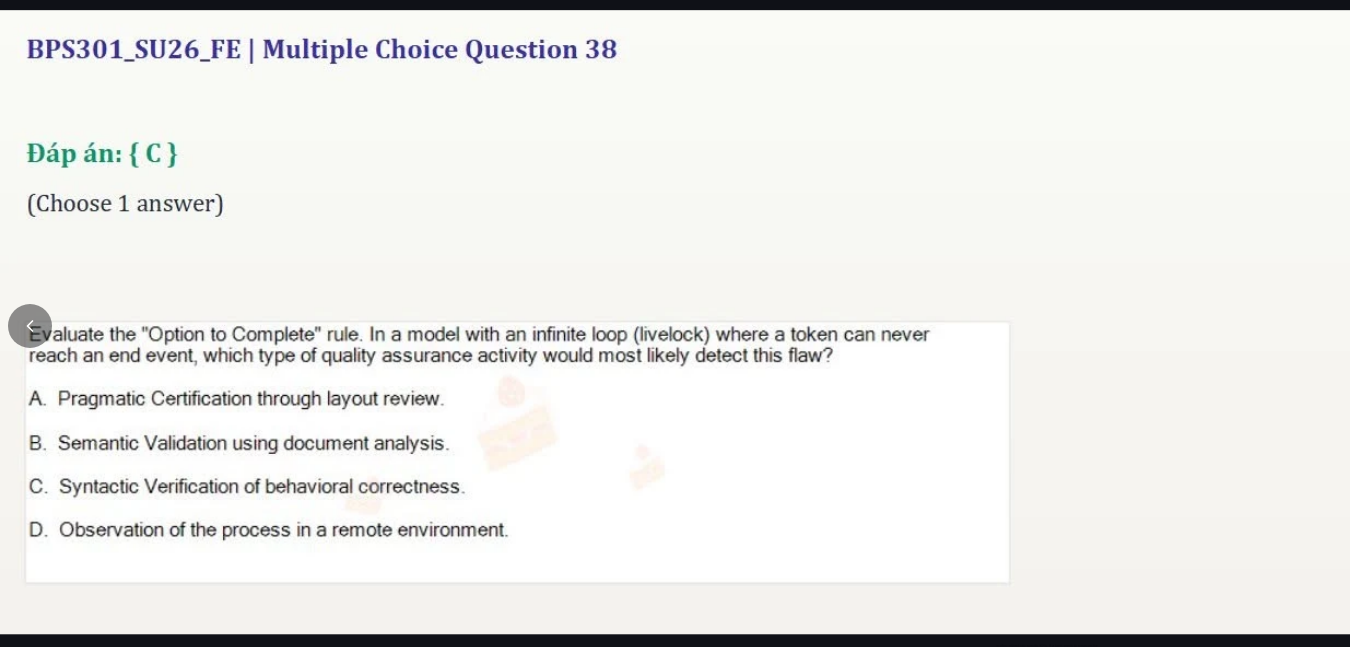 BPS301_SU26_FE | Multiple Choice Question 38
Đáp án: { C }
(Choose 1 answer)
Evaluate the "Option to Complete" rule. In a model with an infinite loop (livelock) where a token can never
reach an end event, which type of quality assurance activity would most likely detect this flaw?
A. Pragmatic Certification through layout review.
B. Semantic Validation using document analysis.
C. Syntactic Verification of behavioral correctness.
D. Observation of the process in a remote environment.